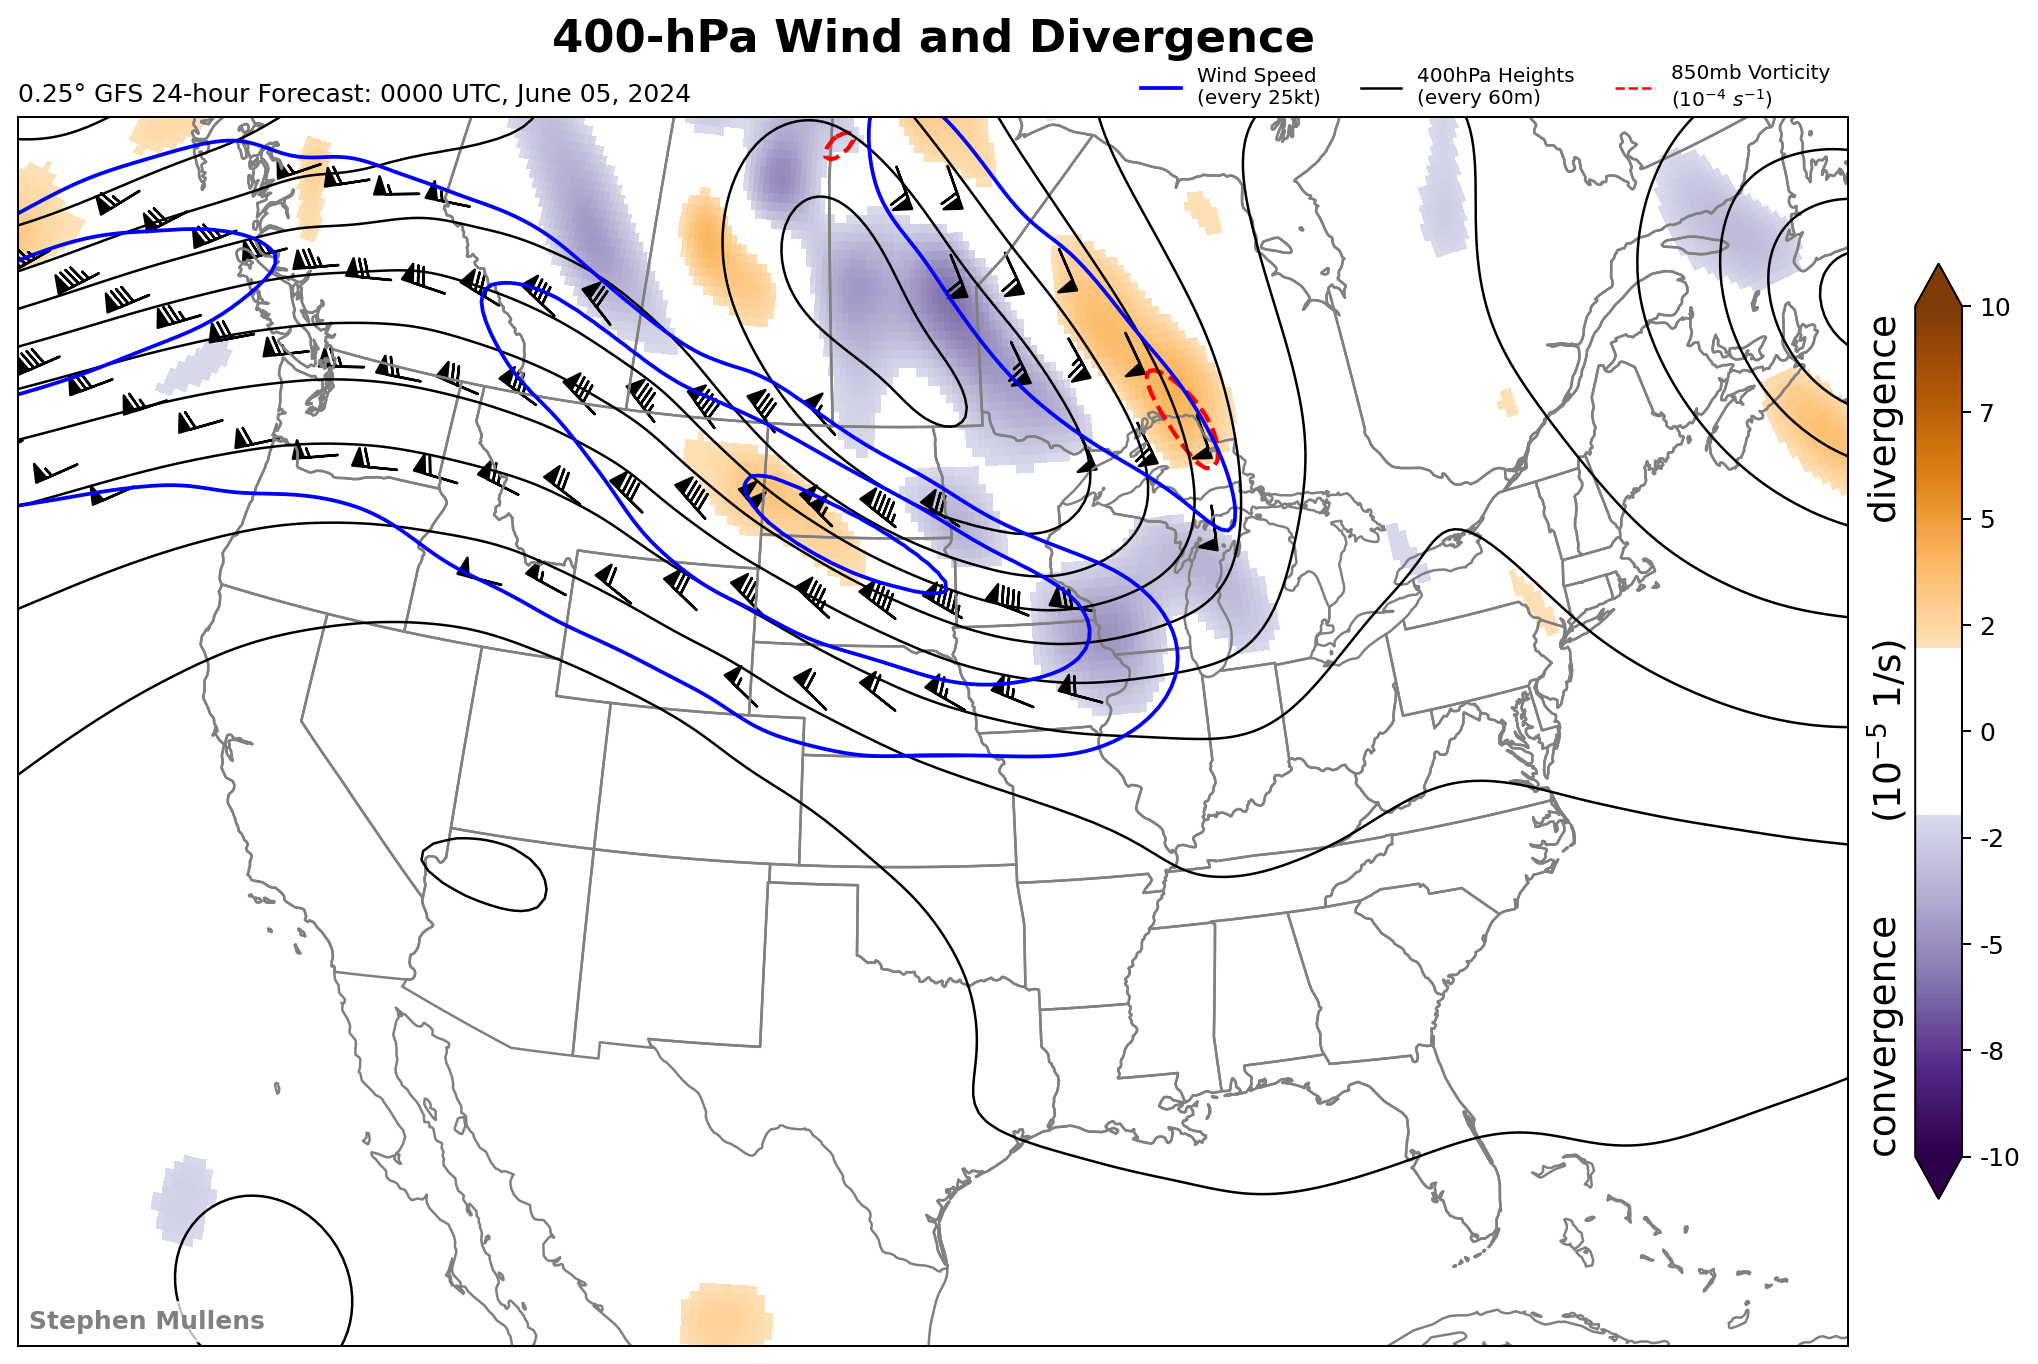 400-hPa Wind and Divergence
0.25° GFS 24-hour Forecast: 0000 UTC, June 05, 2024
Wind Speed
(every 25kt)
400hPa Heights
(every 60m)
850mb Vorticity
(10⁻⁴ s⁻¹)
10
7
5
2
0
-2
-5
-8
-10
convergence (10⁻⁵ 1/s) divergence
Stephen Mullens